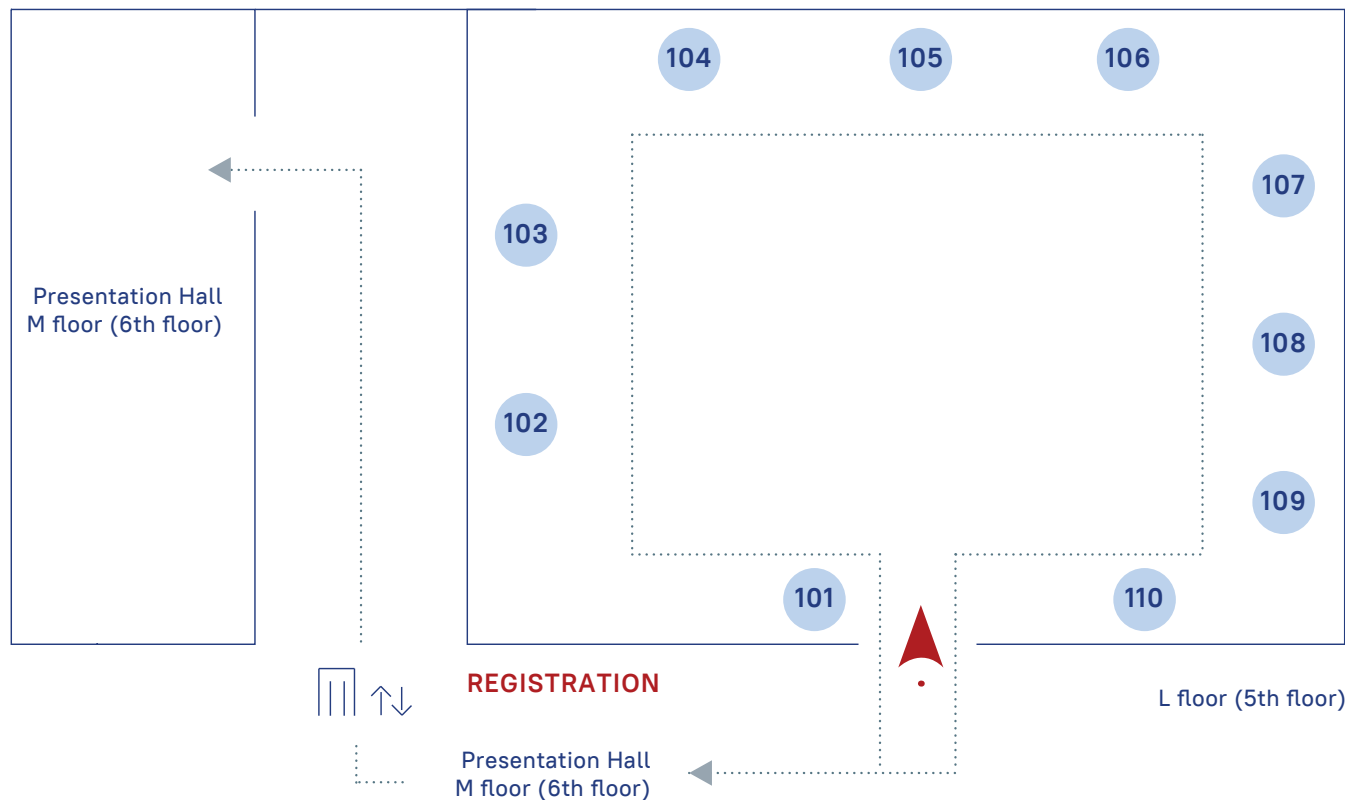 104
105
106
107
103
Presentation Hall
M floor (6th floor)
108
102
109
101
110
REGISTRATION
L floor (5th floor)
Presentation Hall
M floor (6th floor)